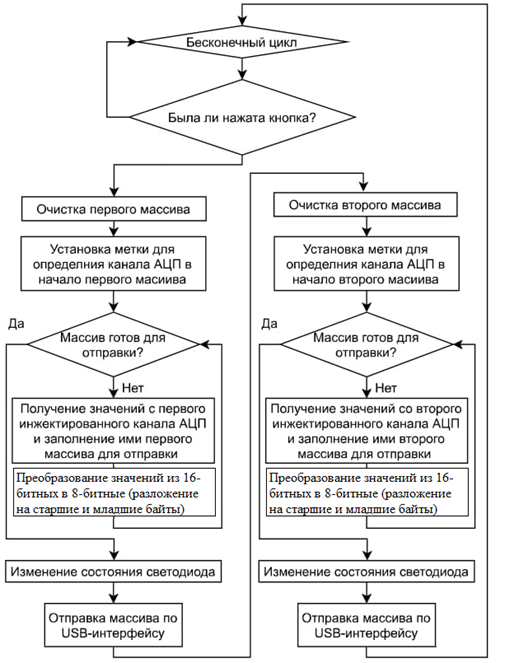 Бесконечный цикл
Была ли нажата кнопка?
Очистка первого массива
Установка метки для
определния канала АЦП в
начало первого масиива
Да
Массив готов для
отправки?
Нет
Получение значений с первого
инжектированного канала АЦП
и заполнение ими первого
массива для отправки
Преобразование значений из 16-
битных в 8-битные (разложение
на старшие и младшие байты)
Изменение состояния светодиода
Отправка массива по
USB-интерфейсу
Очистка второго массива
Установка метки для
определния канала АЦП в
начало второго масиива
Да
Массив готов для
отправки?
Нет
Получение значений со второго
инжектированного канала АЦП
и заполнение ими второго
массива для отправки
Преобразование значений из 16-
битных в 8-битные (разложение
на старшие и младшие байты)
Изменение состояния светодиода
Отправка массива по
USB-интерфейсу